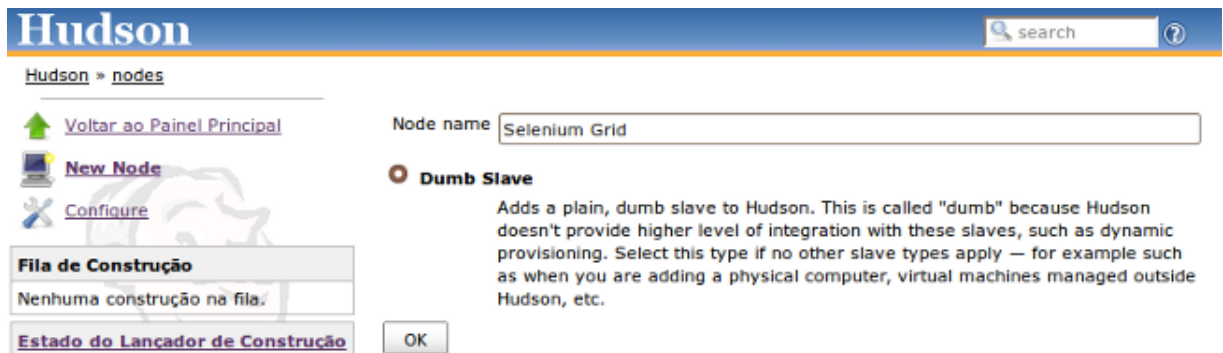 Hudson
search
Hudson » nodes
Voltar ao Painel Principal
New Node
Configure
Fila de Construção
Nenhuma construção na fila.
Estado do Lançador de Construção
Node name Selenium Grid
Dumb Slave
Adds a plain, dumb slave to Hudson. This is called "dumb" because Hudson
doesn't provide higher level of integration with these slaves, such as dynamic
provisioning. Select this type if no other slave types apply — for example such
as when you are adding a physical computer, virtual machines managed outside
Hudson, etc.
OK